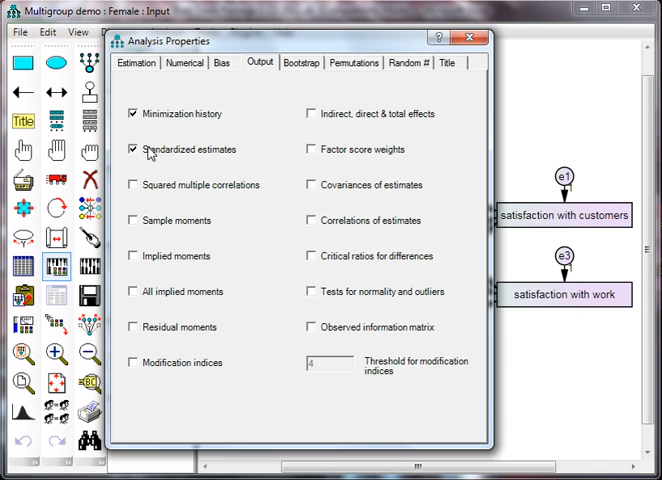 Multigroup demo : Female : Input
File Edit View
Analysis Properties
Estimation Numerical Bias Output Bootstrap Permutations Random # Title
Minimization history
Indirect, direct & total effects
Standardized estimates
Factor score weights
Squared multiple correlations
Covariances of estimates
Sample moments
Correlations of estimates
Implied moments
Critical ratios for differences
All implied moments
Tests for normality and outliers
Residual moments
Observed information matrix
Modification indices
4
Threshold for modification
indices
Title
e1
1
satisfaction with customers
e3
1
satisfaction with work